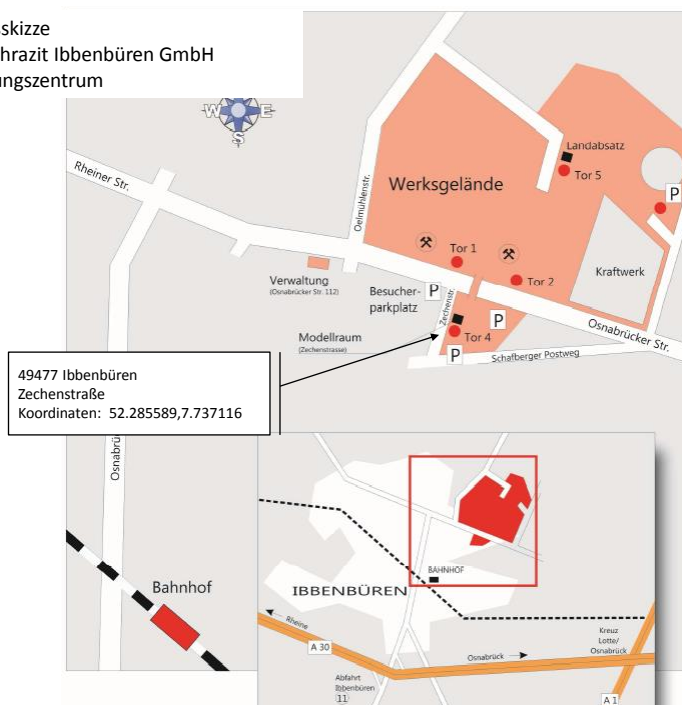 sskizze
hrazit Ibbenbüren GmbH
ungszentrum
W E
S
Rheiner Str.
Oelmühlenstr.
Werksgelände
Landabsatz
Tor 5
P
Tor 1
Tor 2
Kraftwerk
Verwaltung
(Osnabrücker Str. 112)
Besucher-
parkplatz
P
Zechenstr.
P
Osnabrücker Str.
Modellraum
(Zechenstrasse)
Tor 4
P
Schafberger Postweg
49477 Ibbenbüren
Zechenstraße
Koordinaten: 52.285589,7.737116
Osnabrü
Bahnhof
BAHNHOF
IBBENBÜREN
Rheine
A 30
Osnabrück
Kreuz
Lotte/
Osnabrück
Abfahrt
Ibbenbüren
11
A 1